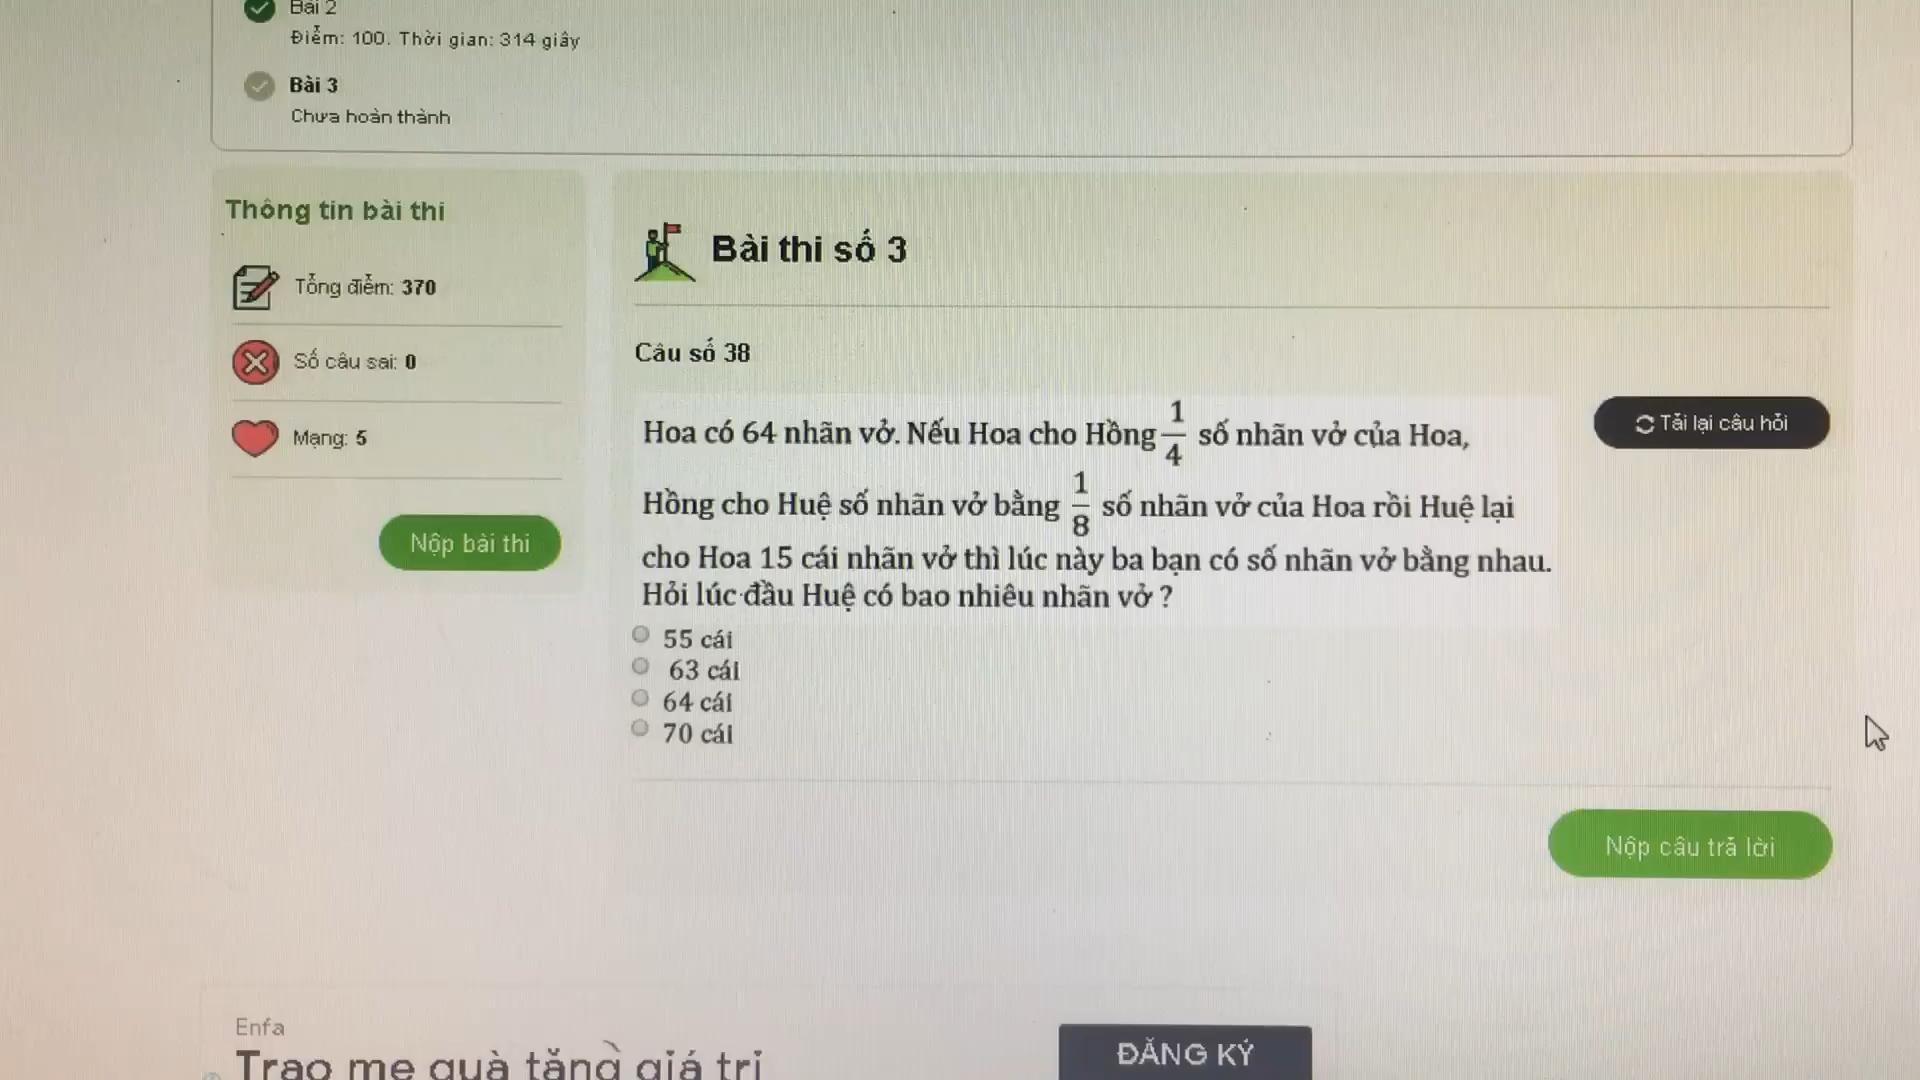 Bài 2
Điểm: 100. Thời gian: 314 giây
Bài 3
Chưa hoàn thành
Thông tin bài thi
Tổng điểm: 370
Số câu sai: 0
Mạng: 5
Nộp bài thi
Bài thi số 3
Câu số 38
Tải lại câu hỏi
Hoa có 64 nhãn vở. Nếu Hoa cho Hồng 1/4 số nhãn vở của Hoa,
Hồng cho Huệ số nhãn vở bằng 1/8 số nhãn vở của Hoa rồi Huệ lại
cho Hoa 15 cái nhãn vở thì lúc này ba bạn có số nhãn vở bằng nhau.
Hỏi lúc đầu Huệ có bao nhiêu nhãn vở ?
55 cái
63 cái
64 cái
70 cái
Nộp câu trả lời
Enfa
Trao mẹ quà tặng giá trị
ĐĂNG KÝ